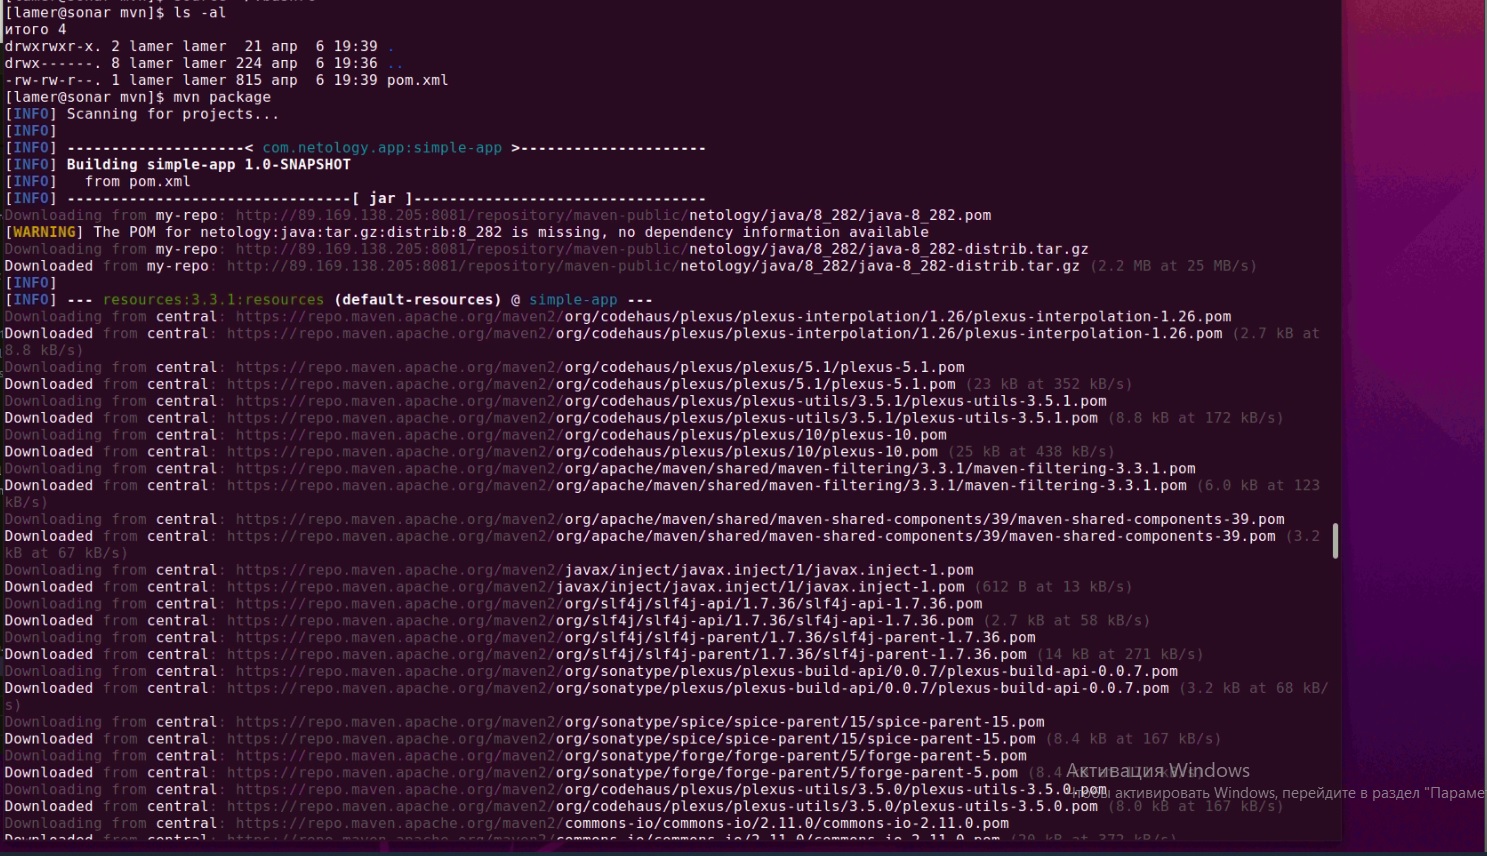 [lamer@sonar mvn]$ ls -al
итого 4
drwxrwxr-x. 2 lamer lamer  21 апр  6 19:39 .
drwx------. 8 lamer lamer 224 апр  6 19:36 ..
-rw-rw-r--. 1 lamer lamer 815 апр  6 19:39 pom.xml
[lamer@sonar mvn]$ mvn package
[INFO] Scanning for projects...
[INFO]
[INFO] --------------------< com.netology.app:simple-app >---------------------
[INFO] Building simple-app 1.0-SNAPSHOT
[INFO]   from pom.xml
[INFO] --------------------------------[ jar ]---------------------------------
Downloading from my-repo: http://89.169.138.205:8081/repository/maven-public/netology/java/8_282/java-8_282.pom
[WARNING] The POM for netology:java:tar.gz:distrib:8_282 is missing, no dependency information available
Downloading from my-repo: http://89.169.138.205:8081/repository/maven-public/netology/java/8_282/java-8_282-distrib.tar.gz
Downloaded from my-repo: http://89.169.138.205:8081/repository/maven-public/netology/java/8_282/java-8_282-distrib.tar.gz (2.2 MB at 25 MB/s)
[INFO]
[INFO] --- resources:3.3.1:resources (default-resources) @ simple-app ---
Downloading from central: https://repo.maven.apache.org/maven2/org/codehaus/plexus/plexus-interpolation/1.26/plexus-interpolation-1.26.pom
Downloaded from central: https://repo.maven.apache.org/maven2/org/codehaus/plexus/plexus-interpolation/1.26/plexus-interpolation-1.26.pom (2.7 kB at
8.8 kB/s)
Downloading from central: https://repo.maven.apache.org/maven2/org/codehaus/plexus/plexus/5.1/plexus-5.1.pom
Downloaded from central: https://repo.maven.apache.org/maven2/org/codehaus/plexus/plexus/5.1/plexus-5.1.pom (23 kB at 352 kB/s)
Downloading from central: https://repo.maven.apache.org/maven2/org/codehaus/plexus/plexus-utils/3.5.1/plexus-utils-3.5.1.pom
Downloaded from central: https://repo.maven.apache.org/maven2/org/codehaus/plexus/plexus-utils/3.5.1/plexus-utils-3.5.1.pom (8.8 kB at 172 kB/s)
Downloading from central: https://repo.maven.apache.org/maven2/org/codehaus/plexus/plexus/10/plexus-10.pom
Downloaded from central: https://repo.maven.apache.org/maven2/org/codehaus/plexus/plexus/10/plexus-10.pom (25 kB at 438 kB/s)
Downloading from central: https://repo.maven.apache.org/maven2/org/apache/maven/shared/maven-filtering/3.3.1/maven-filtering-3.3.1.pom
Downloaded from central: https://repo.maven.apache.org/maven2/org/apache/maven/shared/maven-filtering/3.3.1/maven-filtering-3.3.1.pom (6.0 kB at 123
kB/s)
Downloading from central: https://repo.maven.apache.org/maven2/org/apache/maven/shared/maven-shared-components/39/maven-shared-components-39.pom
Downloaded from central: https://repo.maven.apache.org/maven2/org/apache/maven/shared/maven-shared-components/39/maven-shared-components-39.pom (3.2
kB at 67 kB/s)
Downloading from central: https://repo.maven.apache.org/maven2/javax/inject/javax.inject/1/javax.inject-1.pom
Downloaded from central: https://repo.maven.apache.org/maven2/javax/inject/javax.inject/1/javax.inject-1.pom (612 B at 13 kB/s)
Downloading from central: https://repo.maven.apache.org/maven2/org/slf4j/slf4j-api/1.7.36/slf4j-api-1.7.36.pom
Downloaded from central: https://repo.maven.apache.org/maven2/org/slf4j/slf4j-api/1.7.36/slf4j-api-1.7.36.pom (2.7 kB at 58 kB/s)
Downloading from central: https://repo.maven.apache.org/maven2/org/slf4j/slf4j-parent/1.7.36/slf4j-parent-1.7.36.pom
Downloaded from central: https://repo.maven.apache.org/maven2/org/slf4j/slf4j-parent/1.7.36/slf4j-parent-1.7.36.pom (14 kB at 271 kB/s)
Downloading from central: https://repo.maven.apache.org/maven2/org/sonatype/plexus/plexus-build-api/0.0.7/plexus-build-api-0.0.7.pom
Downloaded from central: https://repo.maven.apache.org/maven2/org/sonatype/plexus/plexus-build-api/0.0.7/plexus-build-api-0.0.7.pom (3.2 kB at 68 kB/
s)
Downloading from central: https://repo.maven.apache.org/maven2/org/sonatype/spice/spice-parent/15/spice-parent-15.pom
Downloaded from central: https://repo.maven.apache.org/maven2/org/sonatype/spice/spice-parent/15/spice-parent-15.pom (8.4 kB at 167 kB/s)
Downloading from central: https://repo.maven.apache.org/maven2/org/sonatype/forge/forge-parent/5/forge-parent-5.pom
Downloaded from central: https://repo.maven.apache.org/maven2/org/sonatype/forge/forge-parent/5/forge-parent-5.pom (8.4
Активация Windows
Downloading from central: https://repo.maven.apache.org/maven2/org/codehaus/plexus/plexus-utils/3.5.0/plexus-utils-3.5.0.pom
Чтобы активировать Windows, перейдите в раздел "Параме
Downloaded from central: https://repo.maven.apache.org/maven2/org/codehaus/plexus/plexus-utils/3.5.0/plexus-utils-3.5.0.pom (8.0 kB at 167 kB/s)
Downloading from central: https://repo.maven.apache.org/maven2/commons-io/commons-io/2.11.0/commons-io-2.11.0.pom
Downloaded from central: https://repo.maven.apache.org/maven2/commons-io/commons-io/2.11.0/commons-io-2.11.0.pom (20 kB at 372 kB/s)